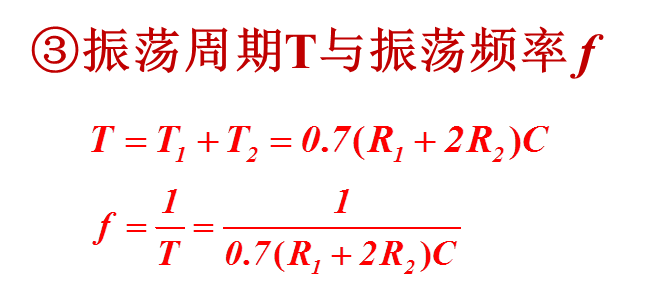 ③振荡周期T与振荡频率f
T = T₁ + T₂ = 0.7(R₁ + 2R₂)C
f = 1/T = 1/(0.7(R₁ + 2R₂)C)